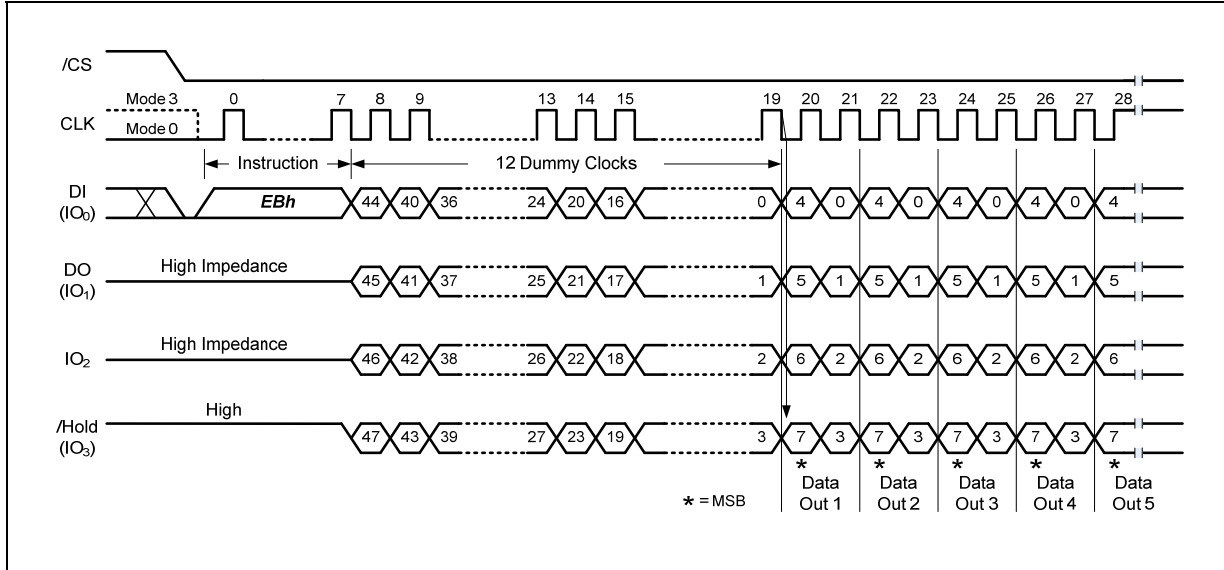 /CS
Mode 3
0 7 8 9 13 14 15 19 20 21 22 23 24 25 26 27 28
CLK
Mode 0
Instruction 12 Dummy Clocks
DI
(IO0)
EBh 44 40 36 24 20 16 0 4 0 4 0 4 0 4 0 4
High Impedance
DO
(IO1)
45 41 37 25 21 17 1 5 1 5 1 5 1 5 1 5
High Impedance
IO2
46 42 38 26 22 18 2 6 2 6 2 6 2 6 2 6
High
/Hold
(IO3)
47 43 39 27 23 19 3 7 3 7 3 7 3 7 3 7
* * * * *
* = MSB
Data Data Data Data Data
Out 1 Out 2 Out 3 Out 4 Out 5